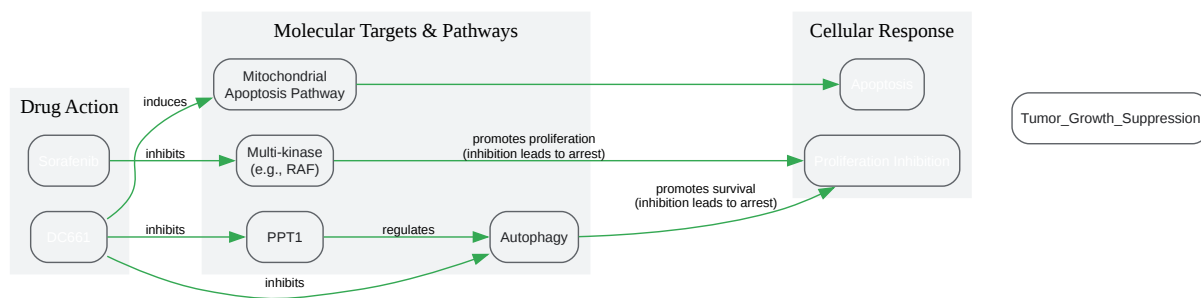 Molecular Targets & Pathways
Cellular Response
Mitochondrial
Apoptosis Pathway
Apoptosis
Drug Action
induces
Tumor_Growth_Suppression
Sorafenib
inhibits
Multi-kinase
(e.g., RAF)
promotes proliferation
(inhibition leads to arrest)
Proliferation Inhibition
promotes survival
(inhibition leads to arrest)
DC661
inhibits
PPT1
regulates
Autophagy
inhibits